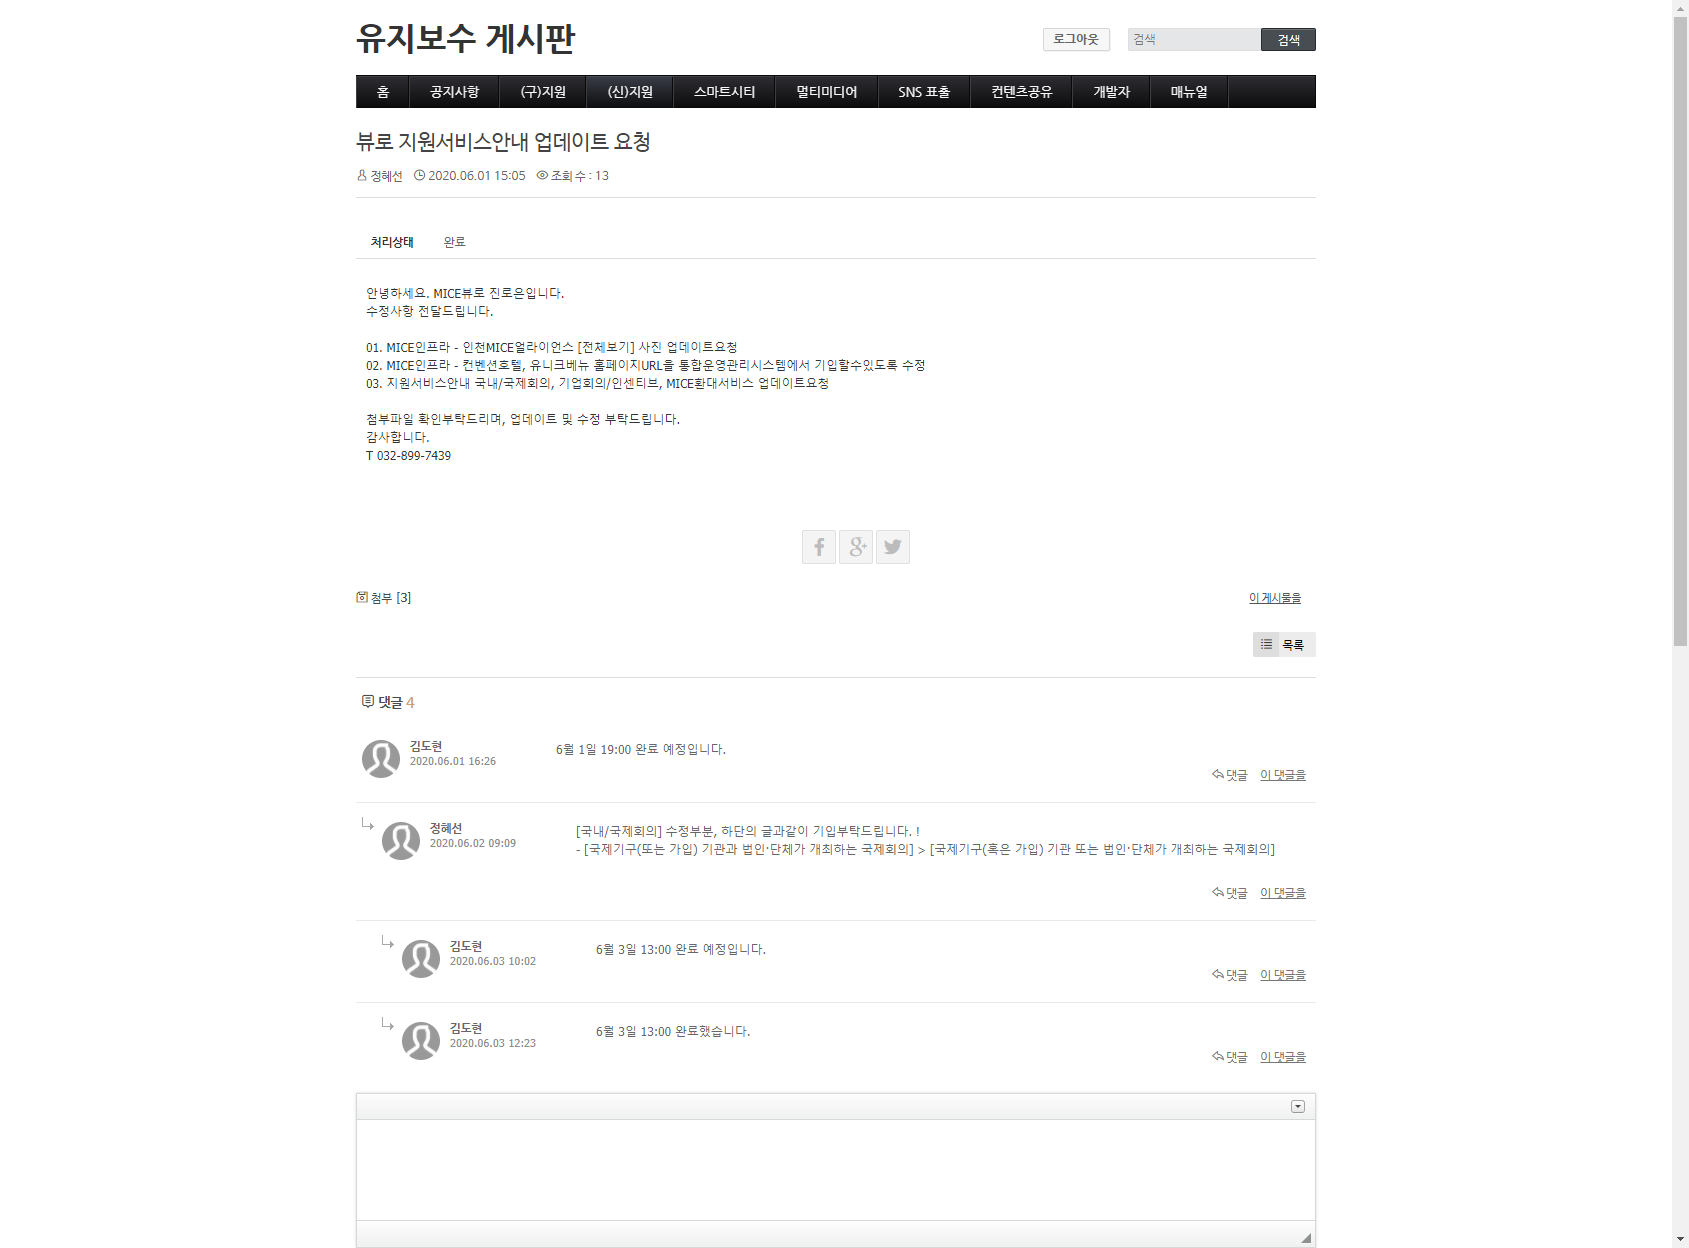 유지보수 게시판
로그아웃
검색
검색
홈 공지사항 (구)지원 (신)지원 스마트시티 멀티미디어 SNS 표출 컨텐츠공유 개발자 매뉴얼
뷰로 지원서비스안내 업데이트 요청
정혜선 2020.06.01 15:05 조회 수 : 13
처리상태 완료
안녕하세요. MICE뷰로 진로은입니다.
수정사항 전달드립니다.
01. MICE인프라 - 인천MICE얼라이언스 [전체보기] 사진 업데이트요청
02. MICE인프라 - 컨벤션호텔, 유니크베뉴 홈페이지URL을 통합운영관리시스템에서 기입할수있도록 수정
03. 지원서비스안내 국내/국제회의, 기업회의/인센티브, MICE확대서비스 업데이트요청
첨부파일 확인부탁드리며, 업데이트 및 수정 부탁드립니다.
감사합니다.
T 032-899-7439
첨부 [3]
이 게시물을
목록
댓글 4
김도현
2020.06.01 16:26
6월 1일 19:00 완료 예정입니다.
댓글 이 댓글을
정혜선
2020.06.02 09:09
[국내/국제회의] 수정부분, 하단의 글과같이 기입부탁드립니다. !
- [국제기구(또는 가입) 기관과 법인·단체가 개최하는 국제회의] > [국제기구(혹은 가입) 기관 또는 법인·단체가 개최하는 국제회의]
댓글 이 댓글을
김도현
2020.06.03 10:02
6월 3일 13:00 완료 예정입니다.
댓글 이 댓글을
김도현
2020.06.03 12:23
6월 3일 13:00 완료했습니다.
댓글 이 댓글을